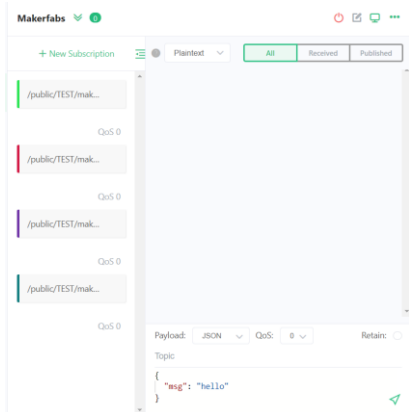 Makerfabs 0
+ New Subscription
Plaintext
All Received Published
/public/TEST/mak...
QoS 0
/public/TEST/mak...
QoS 0
/public/TEST/mak...
QoS 0
/public/TEST/mak...
QoS 0
Payload: JSON QoS: 0 Retain:
Topic
{
"msg": "hello"
}